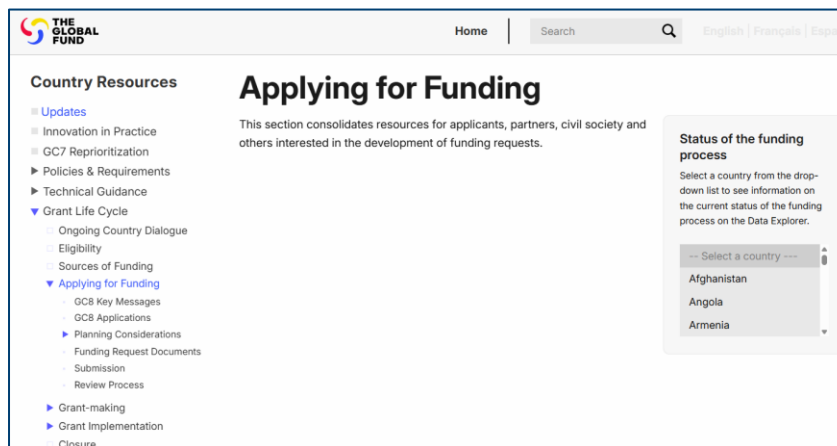 THE
GLOBAL
FUND
Home
Search
English | Français | Espa
Country Resources
Updates
Innovation in Practice
GC7 Reprioritization
Policies & Requirements
Technical Guidance
Grant Life Cycle
Ongoing Country Dialogue
Eligibility
Sources of Funding
Applying for Funding
GC8 Key Messages
GC8 Applications
Planning Considerations
Funding Request Documents
Submission
Review Process
Grant-making
Grant Implementation
Closure
Applying for Funding
This section consolidates resources for applicants, partners, civil society and
others interested in the development of funding requests.
Status of the funding
process
Select a country from the drop-
down list to see information on
the current status of the funding
process on the Data Explorer.
-- Select a country ---
Afghanistan
Angola
Armenia